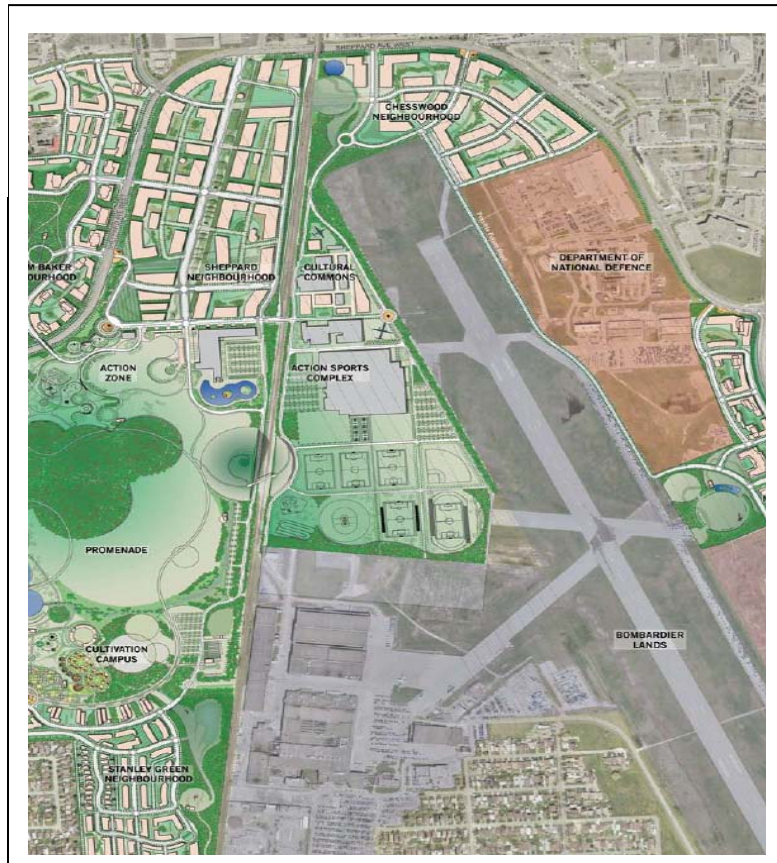 SHEPPARD AVE WEST
CHESSWOOD
NEIGHBOURHOOD
DEPARTMENT OF
NATIONAL DEFENCE
M BAKER
OURHOOD
SHEPPARD
NEIGHBOURHOOD
CULTURAL
COMMONS
ACTION
ZONE
ACTION SPORTS
COMPLEX
PROMENADE
BOMBARDIER
LANDS
CULTIVATION
CAMPUS
STANLEY GREEN
NEIGHBOURHOOD